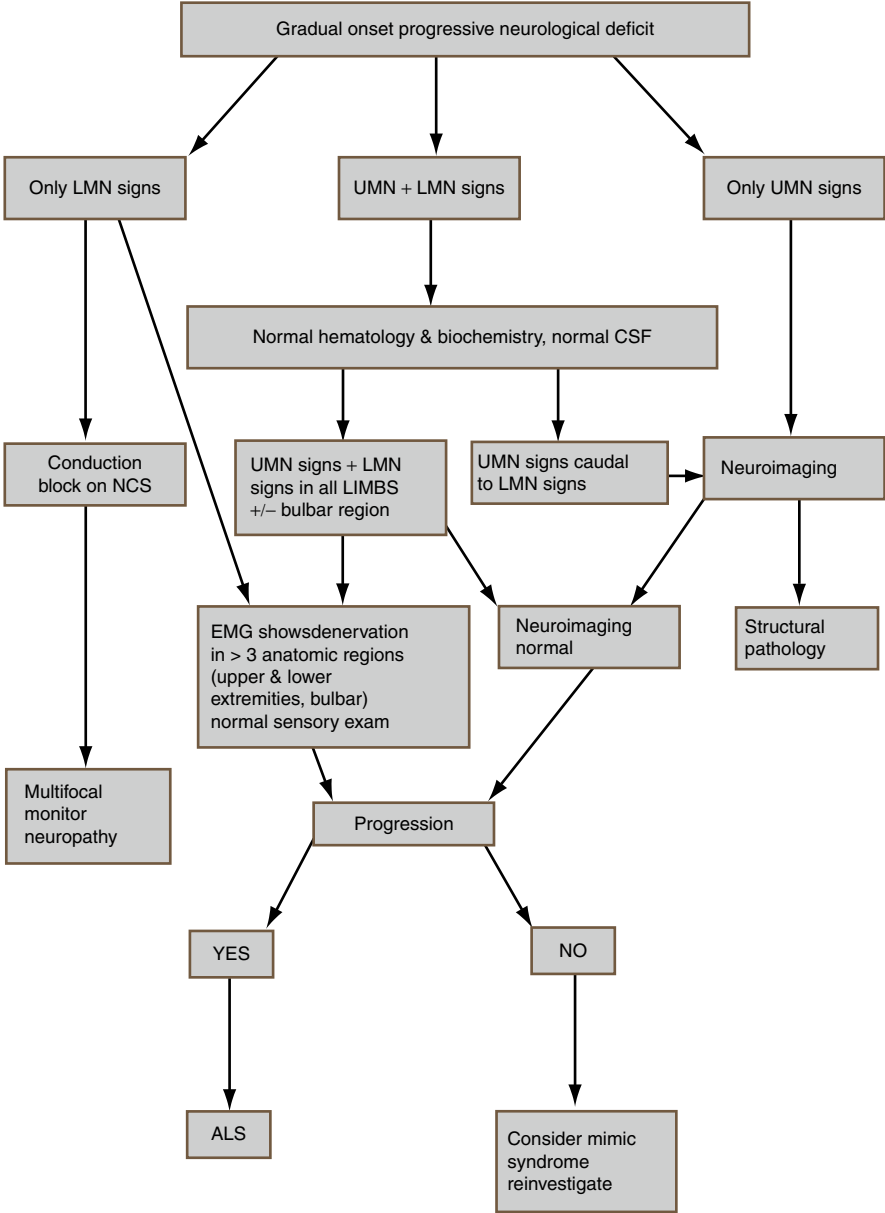 Gradual onset progressive neurological deficit
Only LMN signs
UMN + LMN signs
Only UMN signs
Normal hematology & biochemistry, normal CSF
Conduction
block on NCS
UMN signs + LMN
signs in all LIMBS
+/− bulbar region
UMN signs caudal
to LMN signs
Neuroimaging
EMG showsdenervation
in > 3 anatomic regions
(upper & lower
extremities, bulbar)
normal sensory exam
Neuroimaging
normal
Structural
pathology
Multifocal
monitor
neuropathy
Progression
YES
NO
ALS
Consider mimic
syndrome
reinvestigate